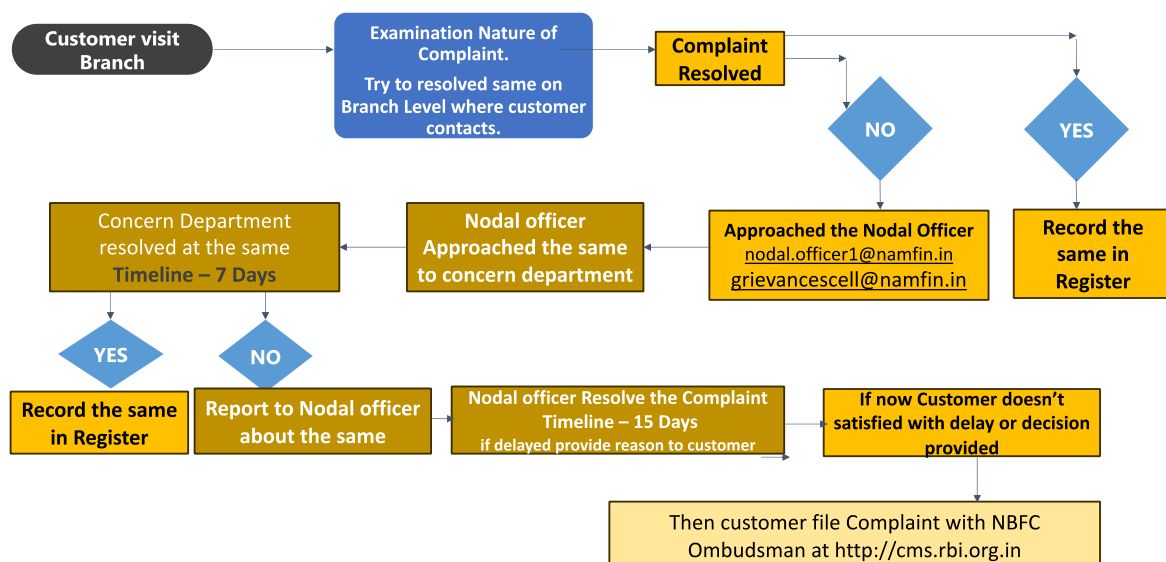 Customer visit
Branch
Examination Nature of
Complaint.
Try to resolved same on
Branch Level where customer
contacts.
Complaint
Resolved
NO
YES
Concern Department
resolved at the same
Timeline – 7 Days
Nodal officer
Approached the same
to concern department
Approached the Nodal Officer
nodal.officer1@namfin.in
grievancescell@namfin.in
Record the
same in
Register
YES
NO
Record the same
in Register
Report to Nodal officer
about the same
Nodal officer Resolve the Complaint
Timeline – 15 Days
if delayed provide reason to customer
If now Customer doesn’t
satisfied with delay or decision
provided
Then customer file Complaint with NBFC
Ombudsman at http://cms.rbi.org.in